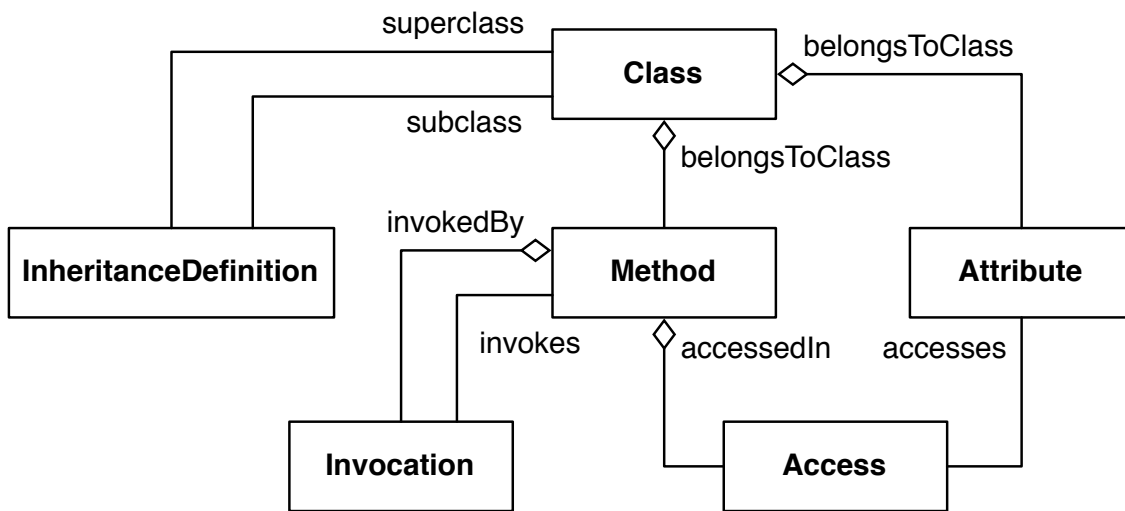 superclass
belongsToClass
Class
subclass
belongsToClass
invokedBy
InheritanceDefinition
Method
Attribute
invokes
accessedIn
accesses
Invocation
Access